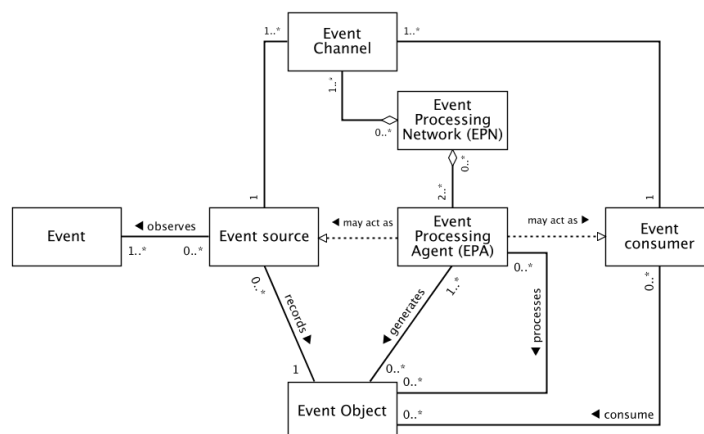 1..*
Event
Channel
1..*
1..*
0..*
Event
Processing
Network (EPN)
0..*
1
2..*
1
Event
◄ observes
1..*
0..*
Event source
◄ may act as
Event
Processing
Agent (EPA)
may act as ►
Event
consumer
0..*
records ▼
1
1..*
◄ generates
0..*
0..*
◄ processes
0..*
0..*
Event Object
0..*
◄ consume